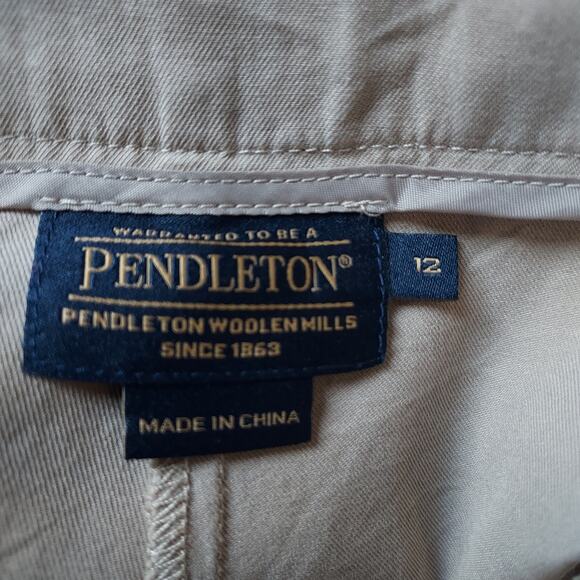 WARRANTED TO BE A
PENDLETON®
PENDLETON WOOLEN MILLS
SINCE 1863
12
MADE IN CHINA